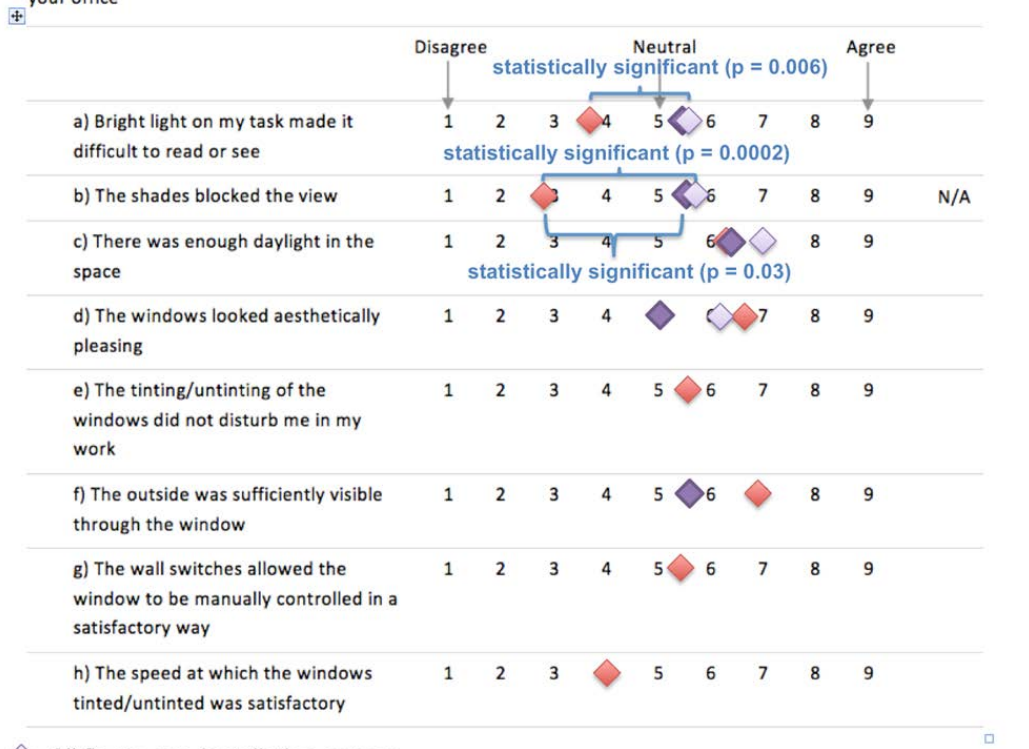 your office
Disagree Neutral Agree
statistically significant (p = 0.006)
a) Bright light on my task made it 1 2 3 4 5 6 7 8 9
difficult to read or see
statistically significant (p = 0.0002)
b) The shades blocked the view 1 2 3 4 5 6 7 8 9 N/A
c) There was enough daylight in the 1 2 3 4 5 6 8 9
space
statistically significant (p = 0.03)
d) The windows looked aesthetically 1 2 3 4 6 7 8 9
pleasing
e) The tinting/untinting of the 1 2 3 4 5 6 7 8 9
windows did not disturb me in my
work
f) The outside was sufficiently visible 1 2 3 4 5 6 8 9
through the window
g) The wall switches allowed the 1 2 3 4 5 6 7 8 9
window to be manually controlled in a
satisfactory way
h) The speed at which the windows 1 2 3 5 6 7 8 9
tinted/untinted was satisfactory